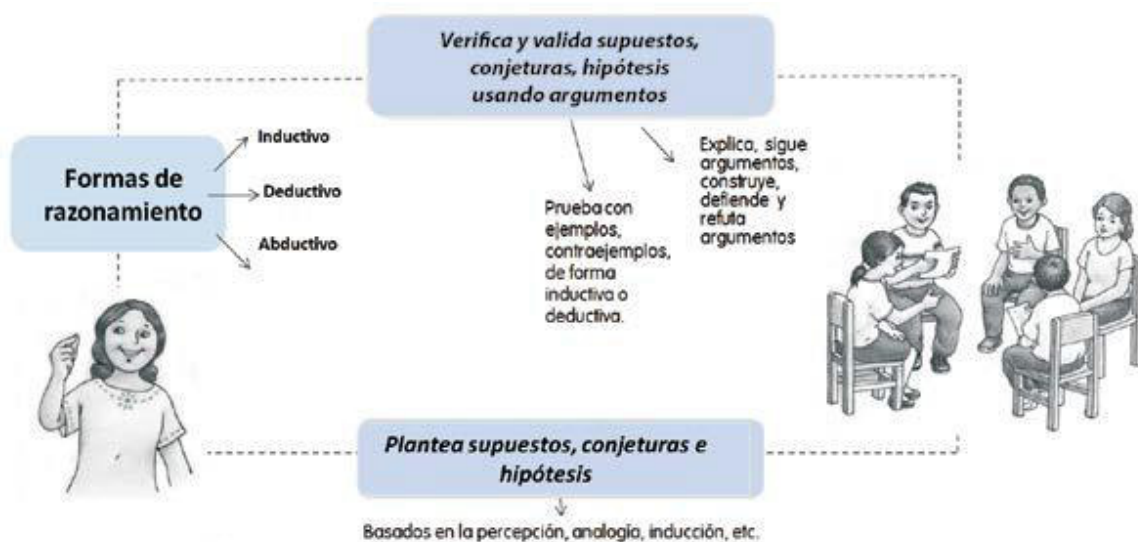 Verifica y valida supuestos,
conjeturas, hipótesis
usando argumentos
Formas de
razonamiento
Inductivo
Deductivo
Abductivo
Prueba con
ejemplos,
contraejemplos,
de forma
inductiva o
deductiva.
Explica, sigue
argumentos,
construye,
defiende y
refuta
argumentos
Plantea supuestos, conjeturas e
hipótesis
Basados en la percepción, analogía, inducción, etc.